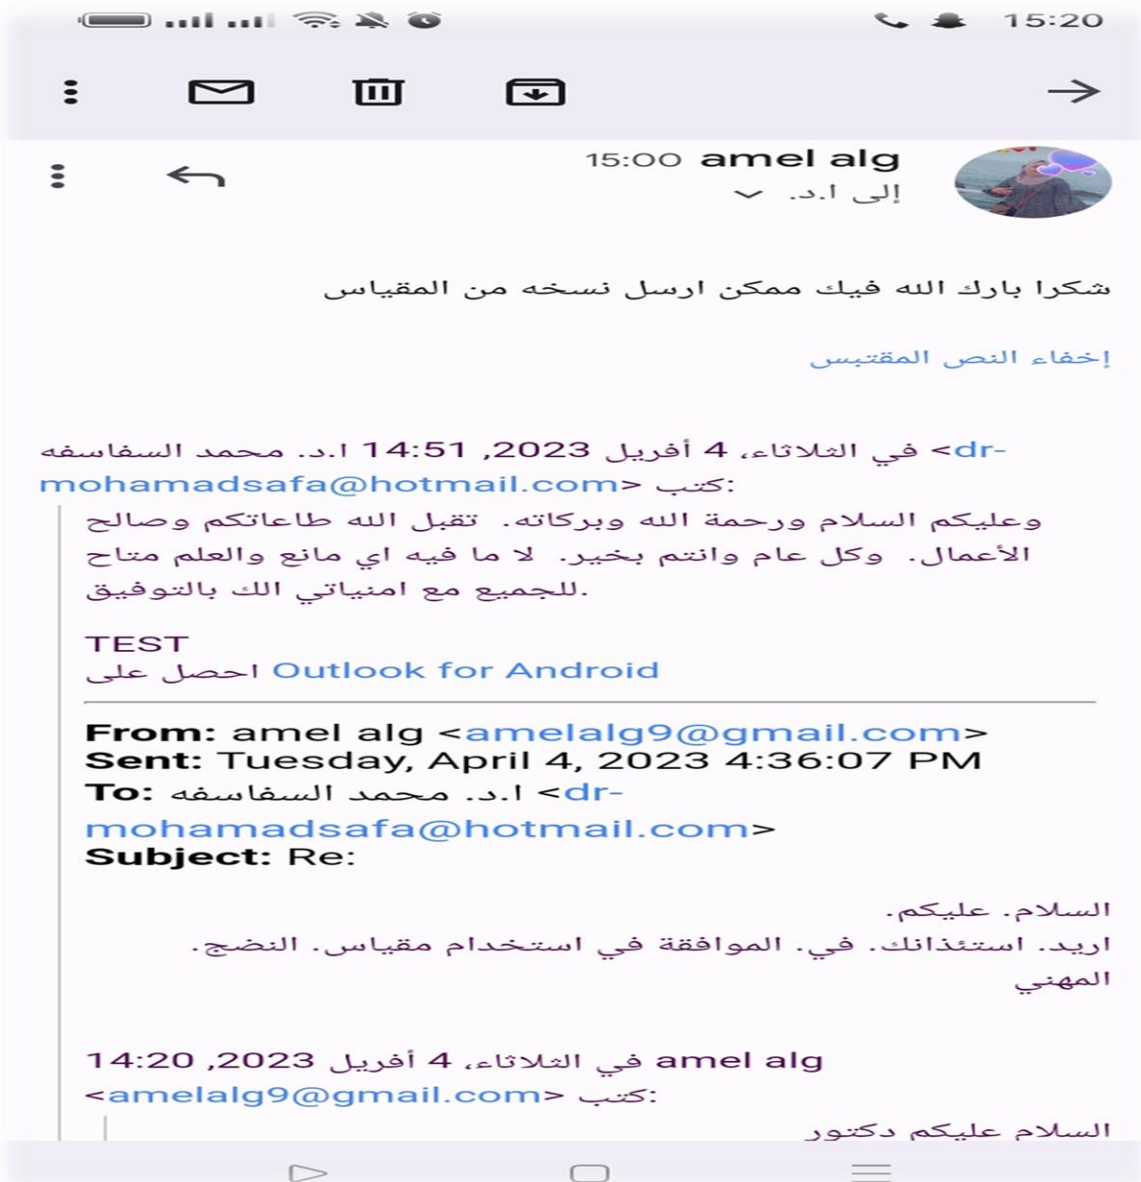 15:20
15:00 amel alg
إلى ا.د.
شكرا بارك الله فيك ممكن ارسل نسخه من المقياس
إخفاء النص المقتبس
في الثلاثاء، 4 أفريل 2023, 14:51 ا.د. محمد السفاسفه <dr-
mohamadsafa@hotmail.com> كتب:
وعليكم السلام ورحمة الله وبركاته. تقبل الله طاعاتكم وصالح
الأعمال. وكل عام وانتم بخير. لا ما فيه اي مانع والعلم متاح
للجميع مع امنياتي الك بالتوفيق.
TEST
احصل على Outlook for Android
From: amel alg <amelalg9@gmail.com>
Sent: Tuesday, April 4, 2023 4:36:07 PM
To: ا.د. محمد السفاسفه <dr-
mohamadsafa@hotmail.com>
Subject: Re:
السلام. عليكم.
اريد. استئذانك. في. الموافقة في استخدام مقياس. النضج.
المهني
في الثلاثاء، 4 أفريل 2023, 14:20 amel alg
<amelalg9@gmail.com> كتب:
السلام عليكم دكتور